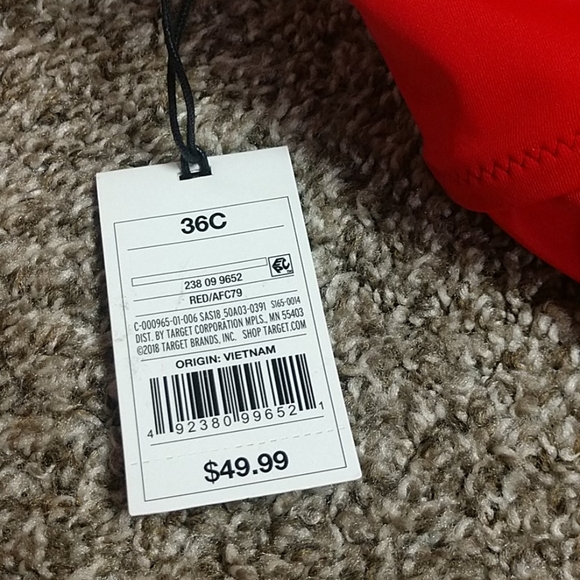 36C
238 09 9652
RED/AFC79
C-000965-01-006 SAS18_50A03-0391 S165-0014
DIST. BY TARGET CORPORATION MPLS., MN 55403
©2018 TARGET BRANDS, INC. SHOP TARGET.COM
ORIGIN: VIETNAM
4 92380 99652 1
$49.99